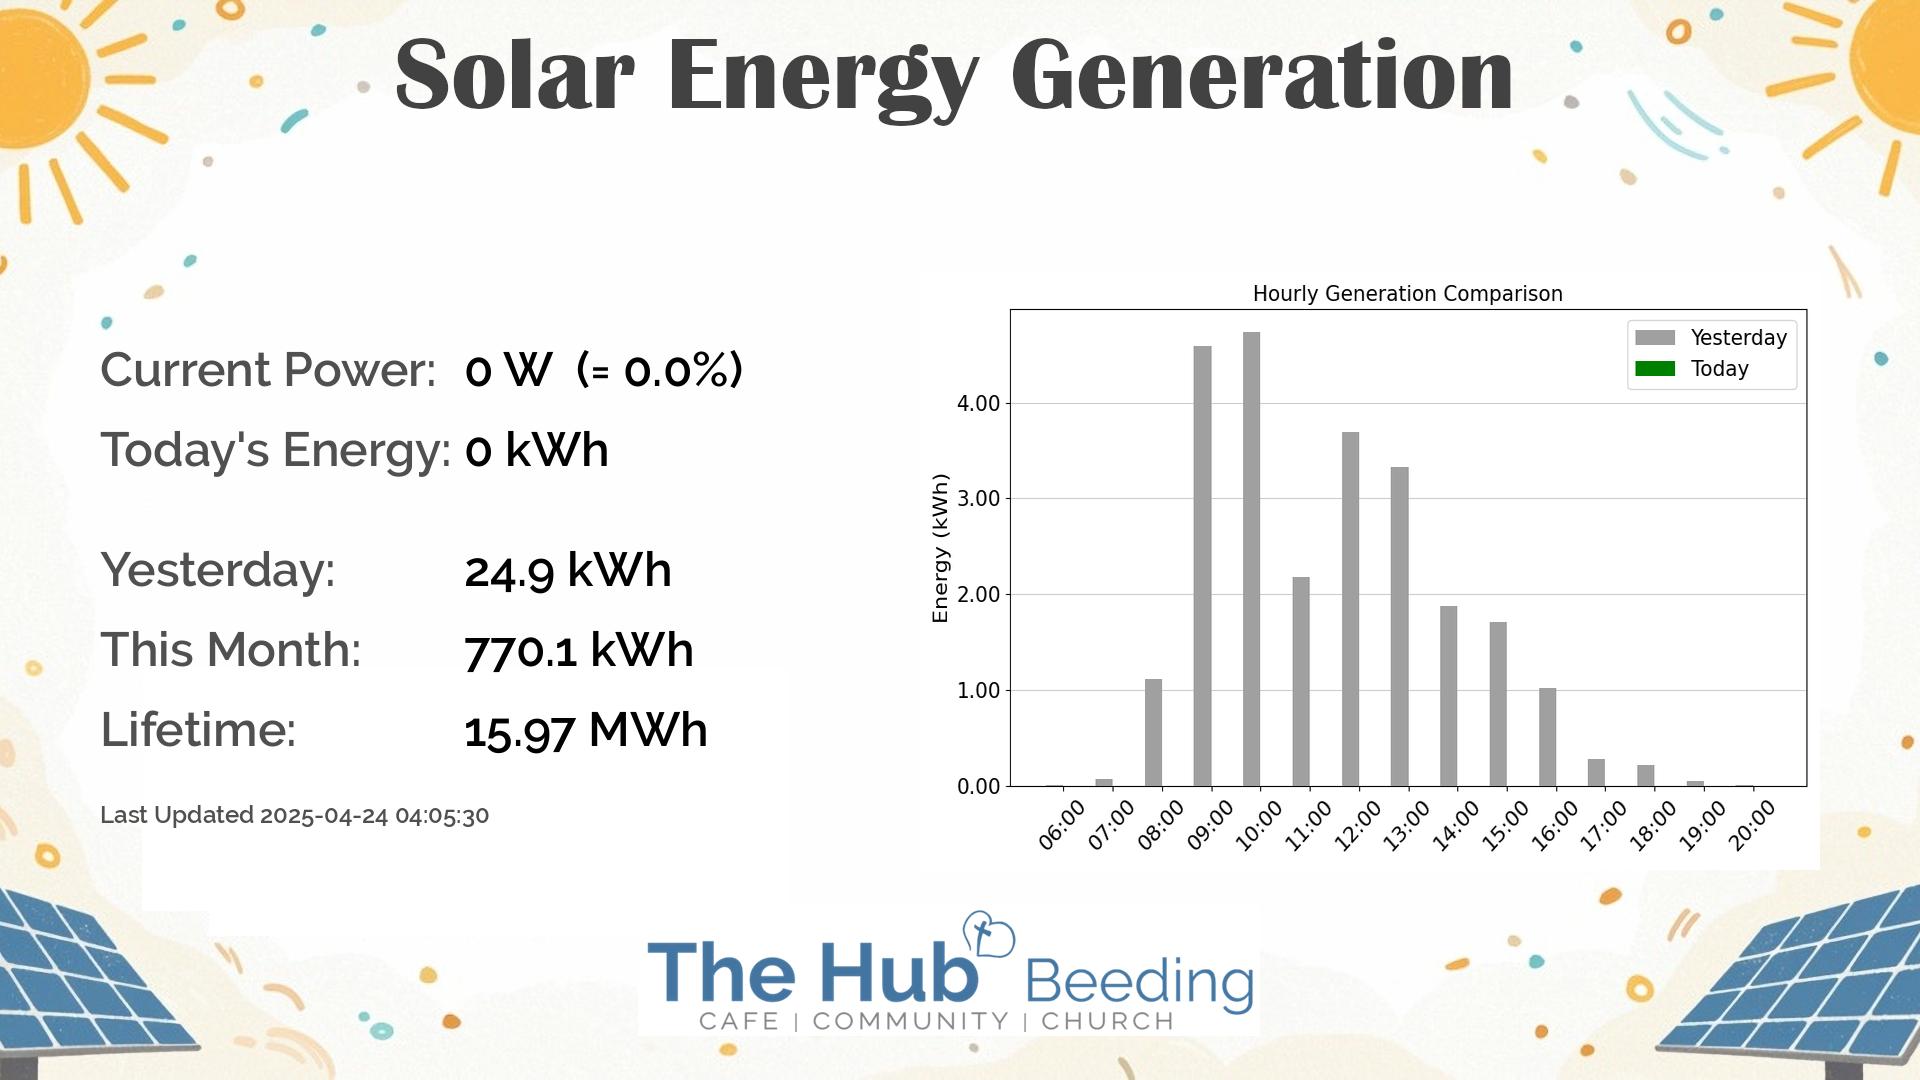 Solar Energy Generation
Current Power: 0 W (= 0.0%)
Today's Energy: 0 kWh
Yesterday: 24.9 kWh
This Month: 770.1 kWh
Lifetime: 15.97 MWh
Last Updated 2025-04-24 04:05:30
Hourly Generation Comparison
Yesterday
Today
Energy (kWh)
4.00
3.00
2.00
1.00
0.00
06:00 07:00 08:00 09:00 10:00 11:00 12:00 13:00 14:00 15:00 16:00 17:00 18:00 19:00 20:00
The Hub Beeding
CAFE | COMMUNITY | CHURCH